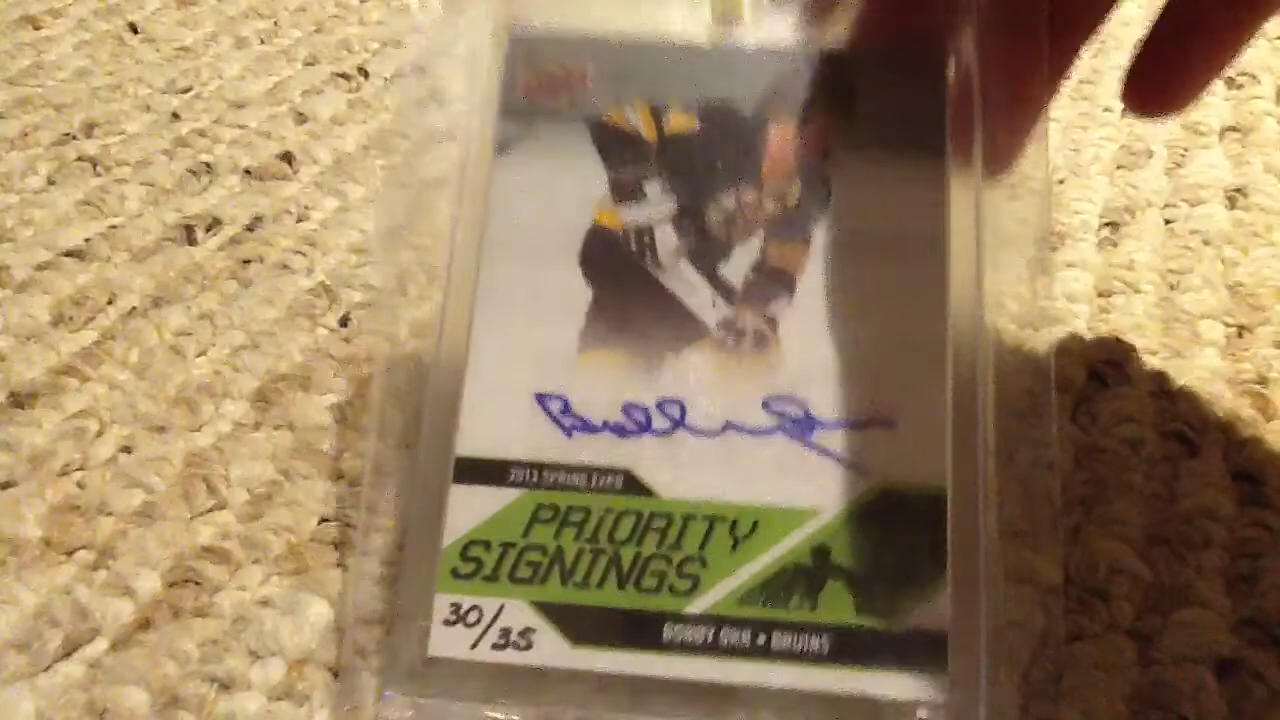 2013 SPRING EXPO
PRIORITY
SIGNINGS
30/35
BOBBY ORR ★ BRUINS